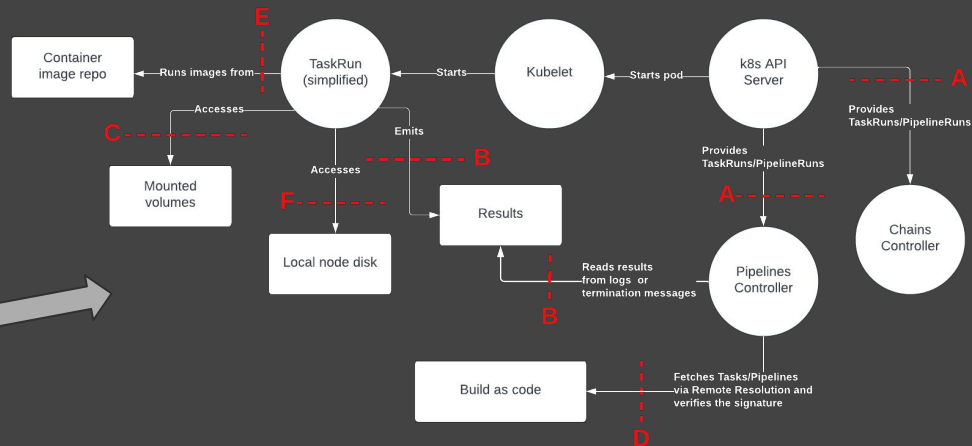 E
Container
image repo
Runs images from
TaskRun
(simplified)
Starts
Kubelet
Starts pod
k8s API
Server
A
Provides
TaskRuns/PipelineRuns
Accesses
C
Mounted
volumes
Emits
B
Accesses
F
Local node disk
Results
Provides
TaskRuns/PipelineRuns
A
Chains
Controller
Reads results
from logs or
termination messages
B
Pipelines
Controller
Build as code
Fetches Tasks/Pipelines
via Remote Resolution and
verifies the signature
D